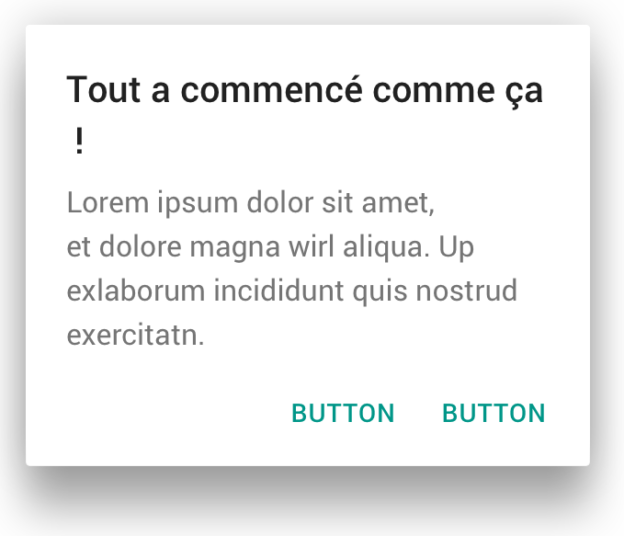 Tout a commencé comme ça
!
Lorem ipsum dolor sit amet,
et dolore magna wirl aliqua. Up
exlaborum incididunt quis nostrud
exercitatn.
BUTTON BUTTON